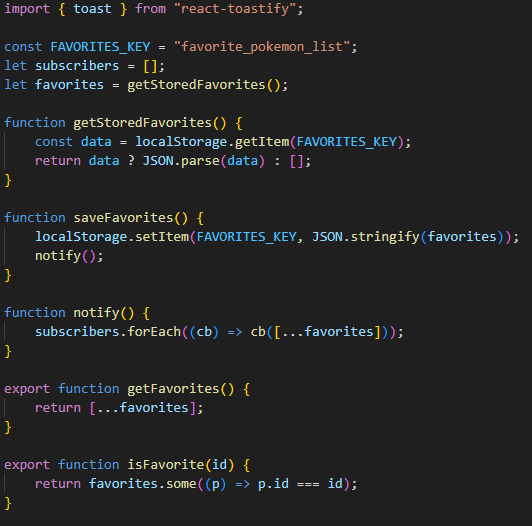 import { toast } from "react-toastify";

const FAVORITES_KEY = "favorite_pokemon_list";
let subscribers = [];
let favorites = getStoredFavorites();

function getStoredFavorites() {
    const data = localStorage.getItem(FAVORITES_KEY);
    return data ? JSON.parse(data) : [];
}

function saveFavorites() {
    localStorage.setItem(FAVORITES_KEY, JSON.stringify(favorites));
    notify();
}

function notify() {
    subscribers.forEach((cb) => cb([...favorites]));
}

export function getFavorites() {
    return [...favorites];
}

export function isFavorite(id) {
    return favorites.some((p) => p.id === id);
}